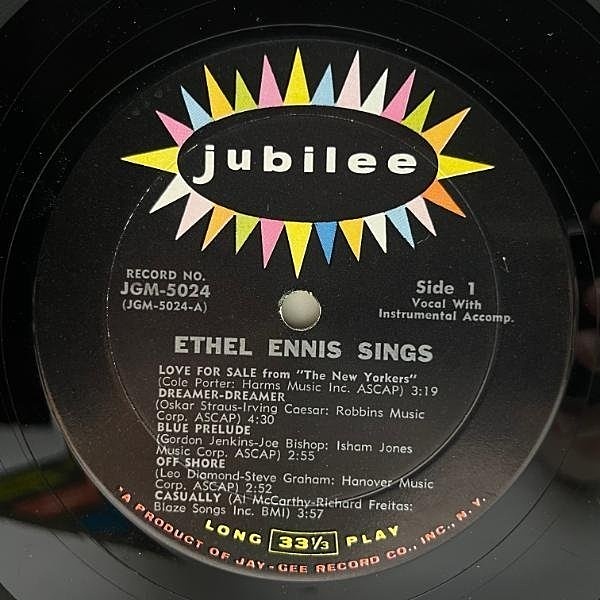 jubilee
RECORD NO.
JGM-5024
(JGM-5024-A)
Side 1
Vocal With
Instrumental Accomp.
ETHEL ENNIS SINGS
LOVE FOR SALE from "The New Yorkers"
(Cole Porter: Harms Music Inc. ASCAP) 3:19
DREAMER-DREAMER
(Oskar Straus-Irving Caesar: Robbins Music
Corp. ASCAP) 4:30
BLUE PRELUDE
(Gordon Jenkins-Joe Bishop: Isham Jones
Music Corp. ASCAP) 2:55
OFF SHORE
(Leo Diamond-Steve Graham: Hanover Music
Corp. ASCAP) 2:52
CASUALLY (Al McCarthy-Richard Freitas:
Blaze Songs Inc. BMI) 3:57
LONG 33⅓ PLAY
"A PRODUCT OF JAY-GEE RECORD CO., INC., N.Y.